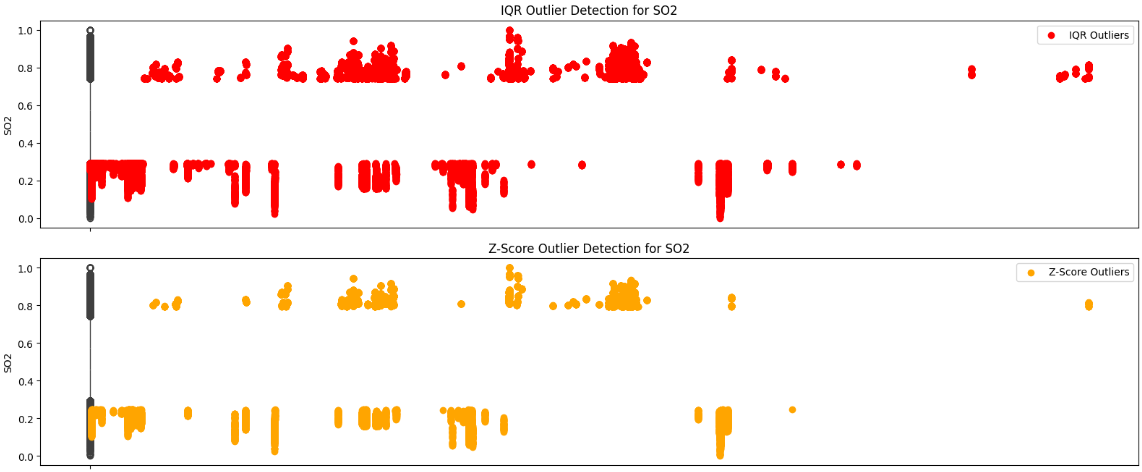 IQR Outlier Detection for SO2
IQR Outliers
1.0
0.8
0.6
0.4
0.2
0.0
SO2
Z-Score Outlier Detection for SO2
Z-Score Outliers
1.0
0.8
0.6
0.4
0.2
0.0
SO2